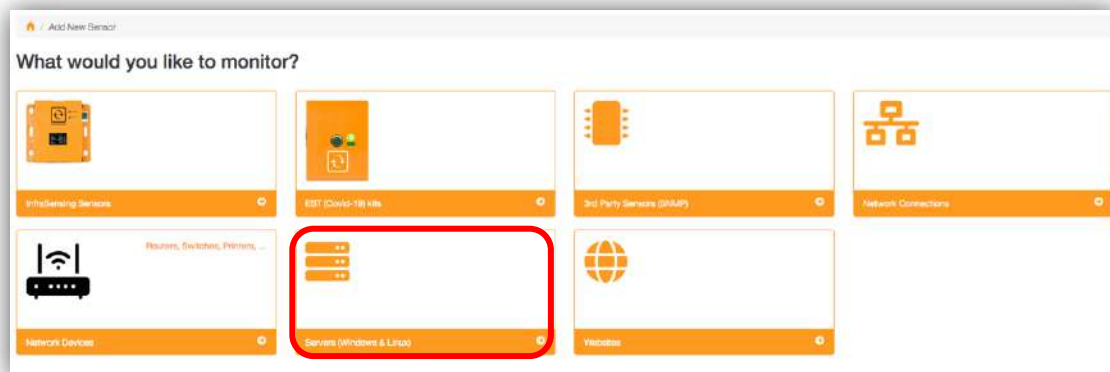 / Add New Sensor
What would you like to monitor?
InfraSensing Sensors
EBT (Covid-19) kits
3rd Party Sensors (SNMP)
Network Connections
Routers, Switches, Printers, ...
Network Devices
Servers (Windows & Linux)
Websites